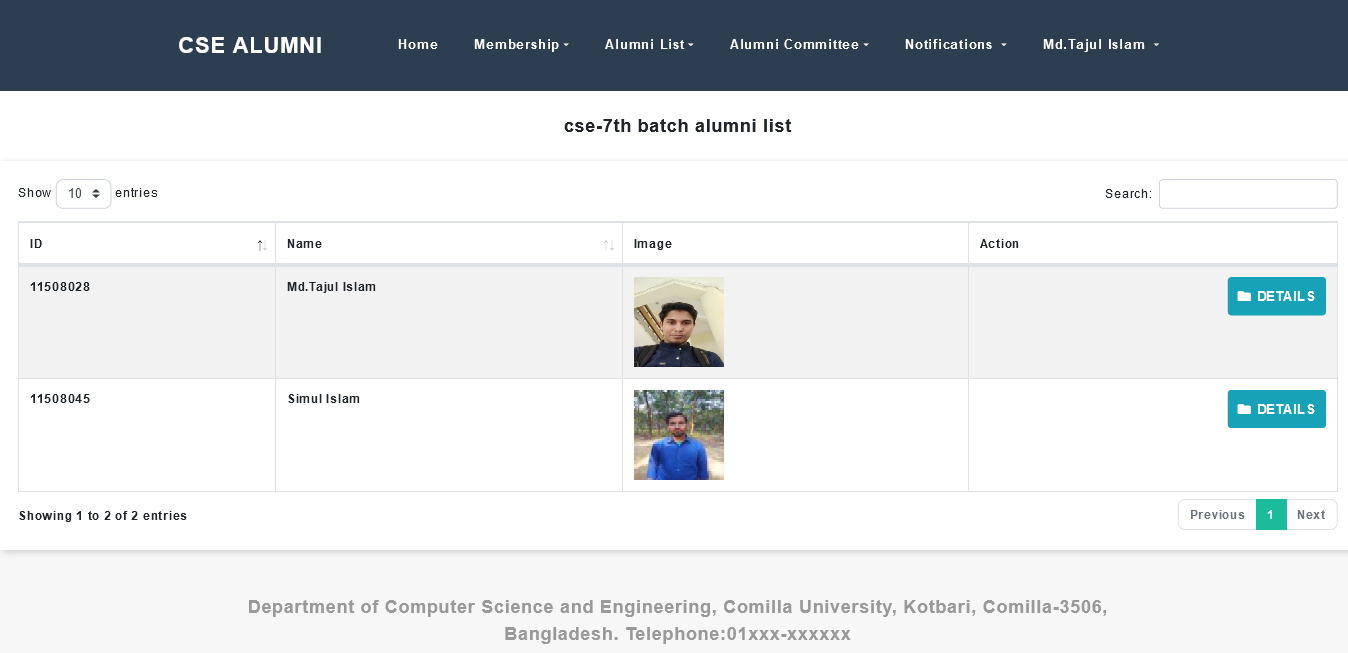 CSE ALUMNI Home Membership Alumni List Alumni Committee Notifications Md.Tajul Islam
cse-7th batch alumni list
Show 10 entries Search:
ID Name Image Action
11508028 Md.Tajul Islam DETAILS
11508045 Simul Islam DETAILS
Showing 1 to 2 of 2 entries Previous 1 Next
Department of Computer Science and Engineering, Comilla University, Kotbari, Comilla-3506,
Bangladesh. Telephone:01xxx-xxxxxx